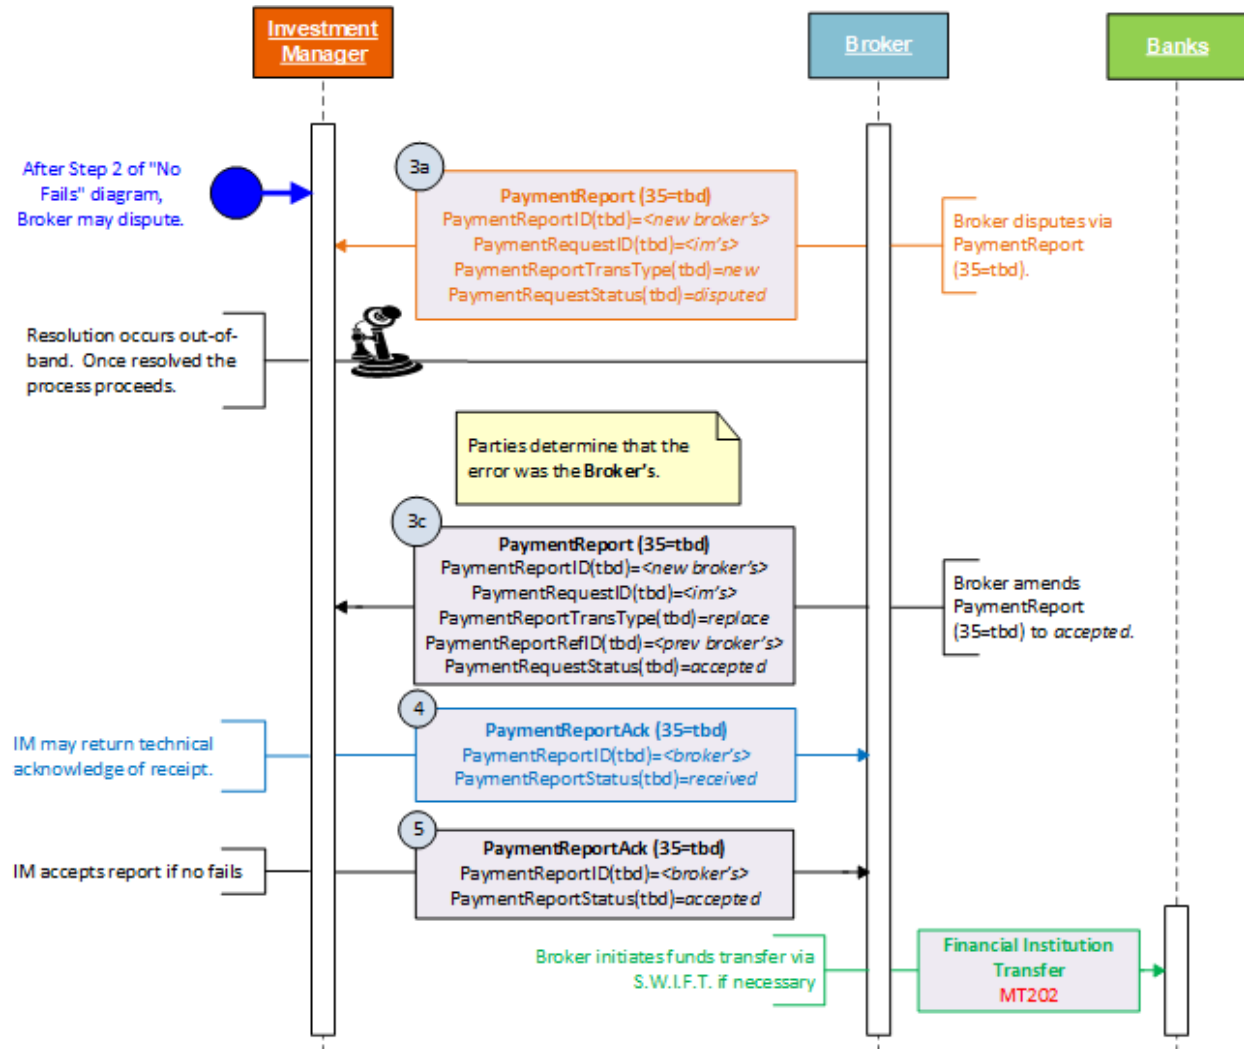 Investment
Manager
Broker
Banks
After Step 2 of "No
Fails" diagram,
Broker may dispute.
3a
PaymentReport (35=tbd)
PaymentReportID(tbd)=<new broker's>
PaymentRequestID(tbd)=<im's>
PaymentReportTransType(tbd)=new
PaymentRequestStatus(tbd)=disputed
Broker disputes via
PaymentReport
(35=tbd).
Resolution occurs out-of-
band.  Once resolved the
process proceeds.
Parties determine that the
error was the Broker's.
3c
PaymentReport (35=tbd)
PaymentReportID(tbd)=<new broker's>
PaymentRequestID(tbd)=<im's>
PaymentReportTransType(tbd)=replace
PaymentReportRefID(tbd)=<prev broker's>
PaymentRequestStatus(tbd)=accepted
Broker amends
PaymentReport
(35=tbd) to accepted.
4
PaymentReportAck (35=tbd)
PaymentReportID(tbd)=<broker's>
PaymentReportStatus(tbd)=received
IM may return technical
acknowledge of receipt.
5
PaymentReportAck (35=tbd)
PaymentReportID(tbd)=<broker's>
PaymentReportStatus(tbd)=accepted
IM accepts report if no fails
Broker initiates funds transfer via
S.W.I.F.T. if necessary
Financial Institution
Transfer
MT202